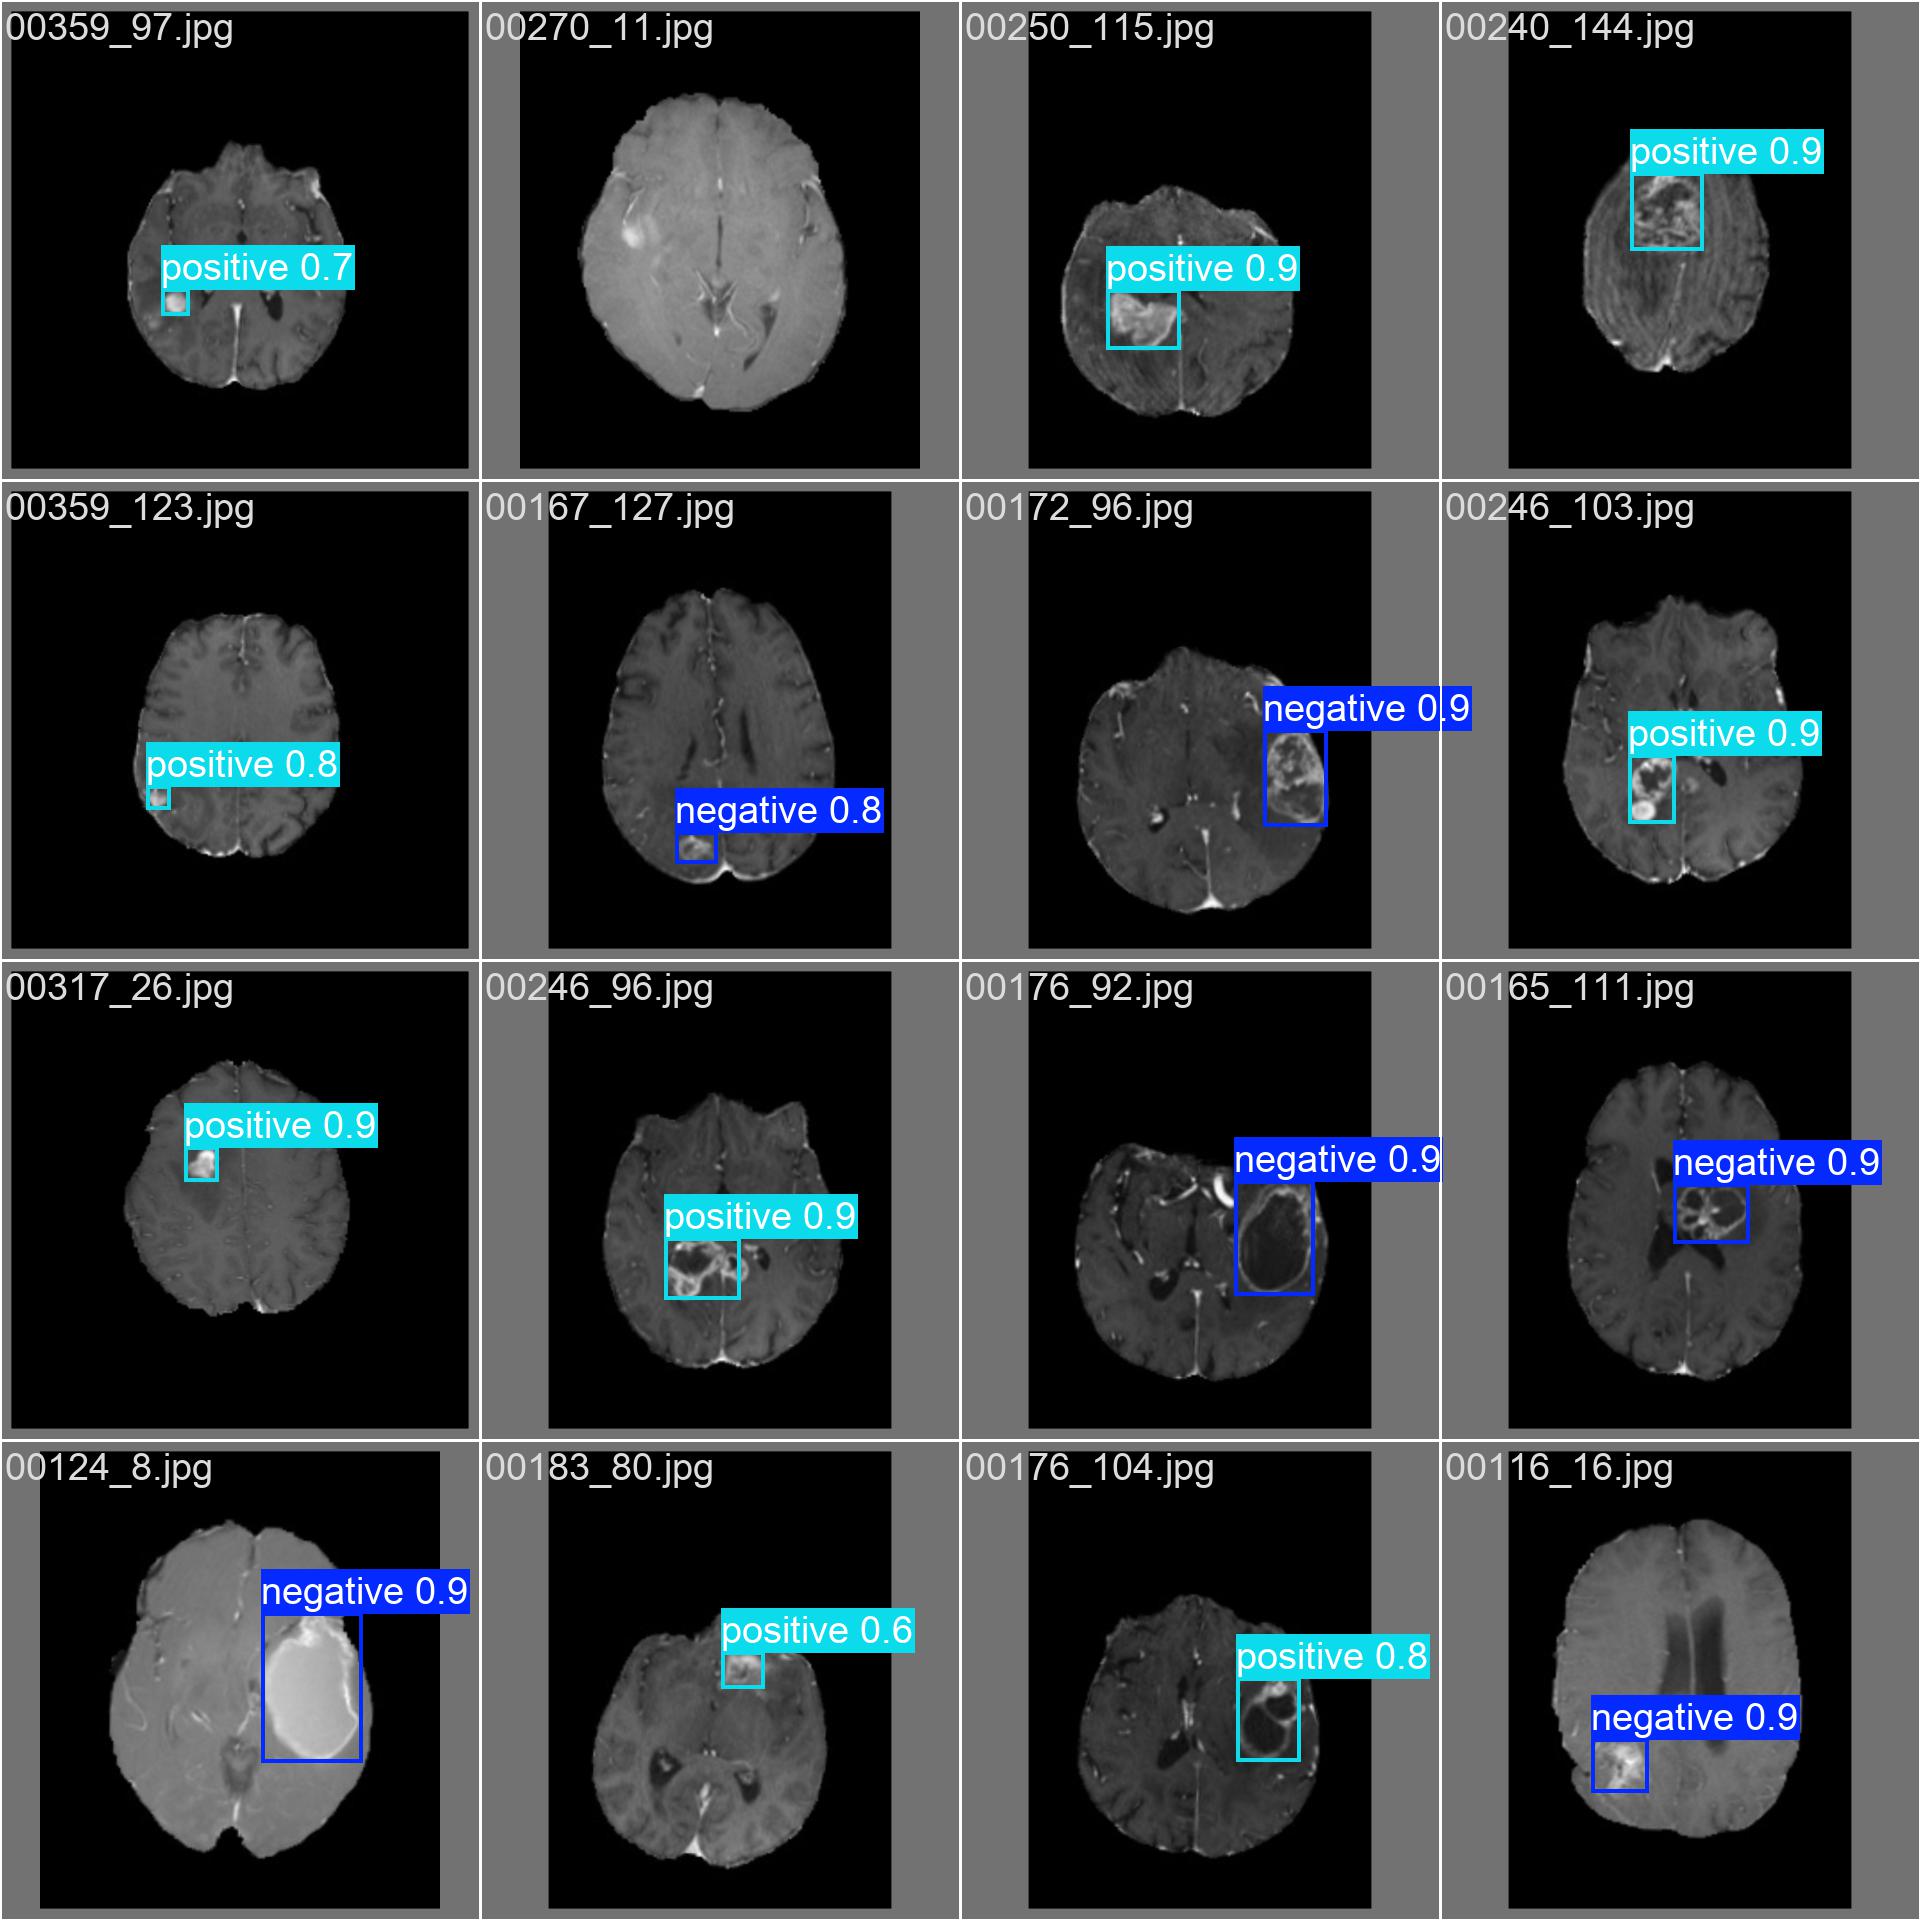 00359_97.jpg
00270_11.jpg
00250_115.jpg
00240_144.jpg
positive 0.7
positive 0.9
positive 0.9
00359_123.jpg
00167_127.jpg
00172_96.jpg
00246_103.jpg
positive 0.8
negative 0.8
negative 0.9
positive 0.9
00317_26.jpg
00246_96.jpg
00176_92.jpg
00165_111.jpg
positive 0.9
positive 0.9
negative 0.9
negative 0.9
00124_8.jpg
00183_80.jpg
00176_104.jpg
00116_16.jpg
negative 0.9
positive 0.6
positive 0.8
negative 0.9